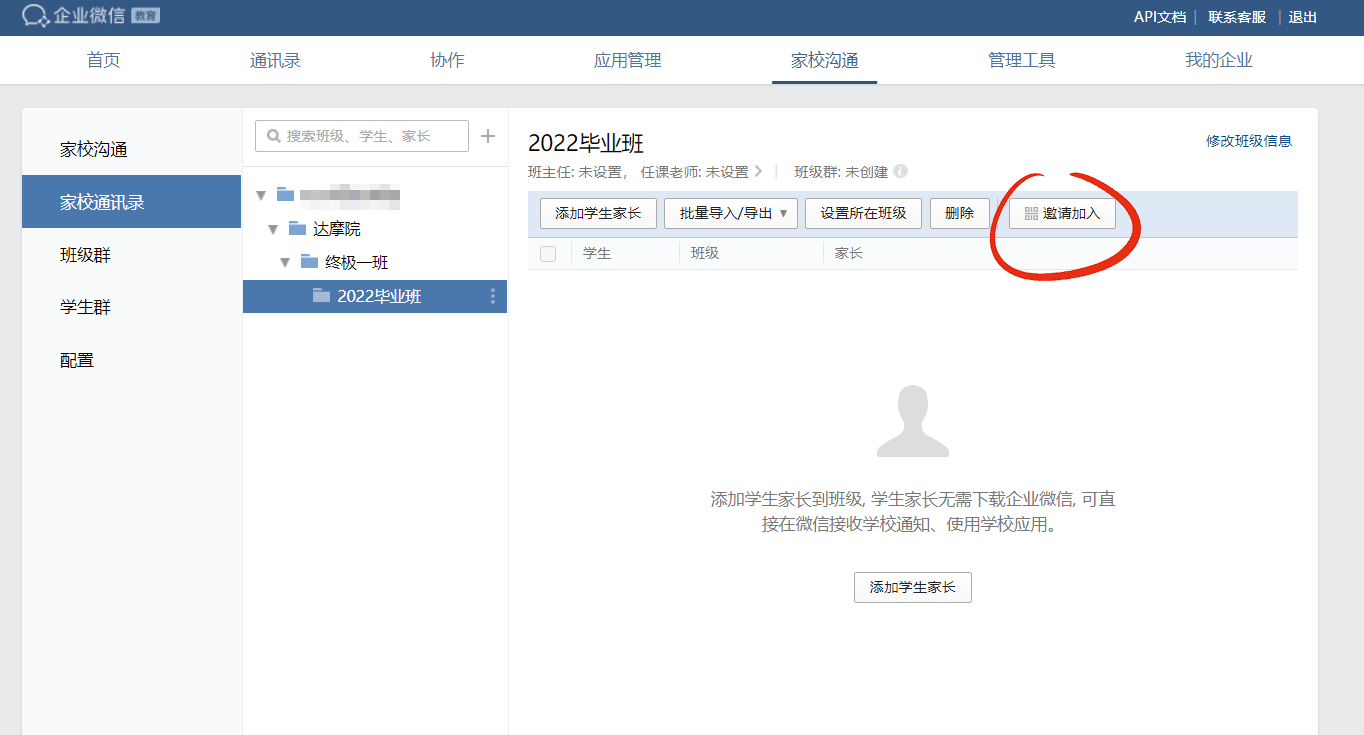 企业微信 教育
API文档 | 联系客服 | 退出
首页 通讯录 协作 应用管理 家校沟通 管理工具 我的企业
家校沟通
家校通讯录
班级群
学生群
配置
搜索班级、学生、家长
达摩院
终极一班
2022毕业班
2022毕业班
修改班级信息
班主任: 未设置， 任课老师: 未设置 | 班级群: 未创建
添加学生家长 批量导入/导出 设置所在班级 删除 邀请加入
学生 班级 家长
添加学生家长到班级, 学生家长无需下载企业微信, 可直
接在微信接收学校通知、使用学校应用。
添加学生家长